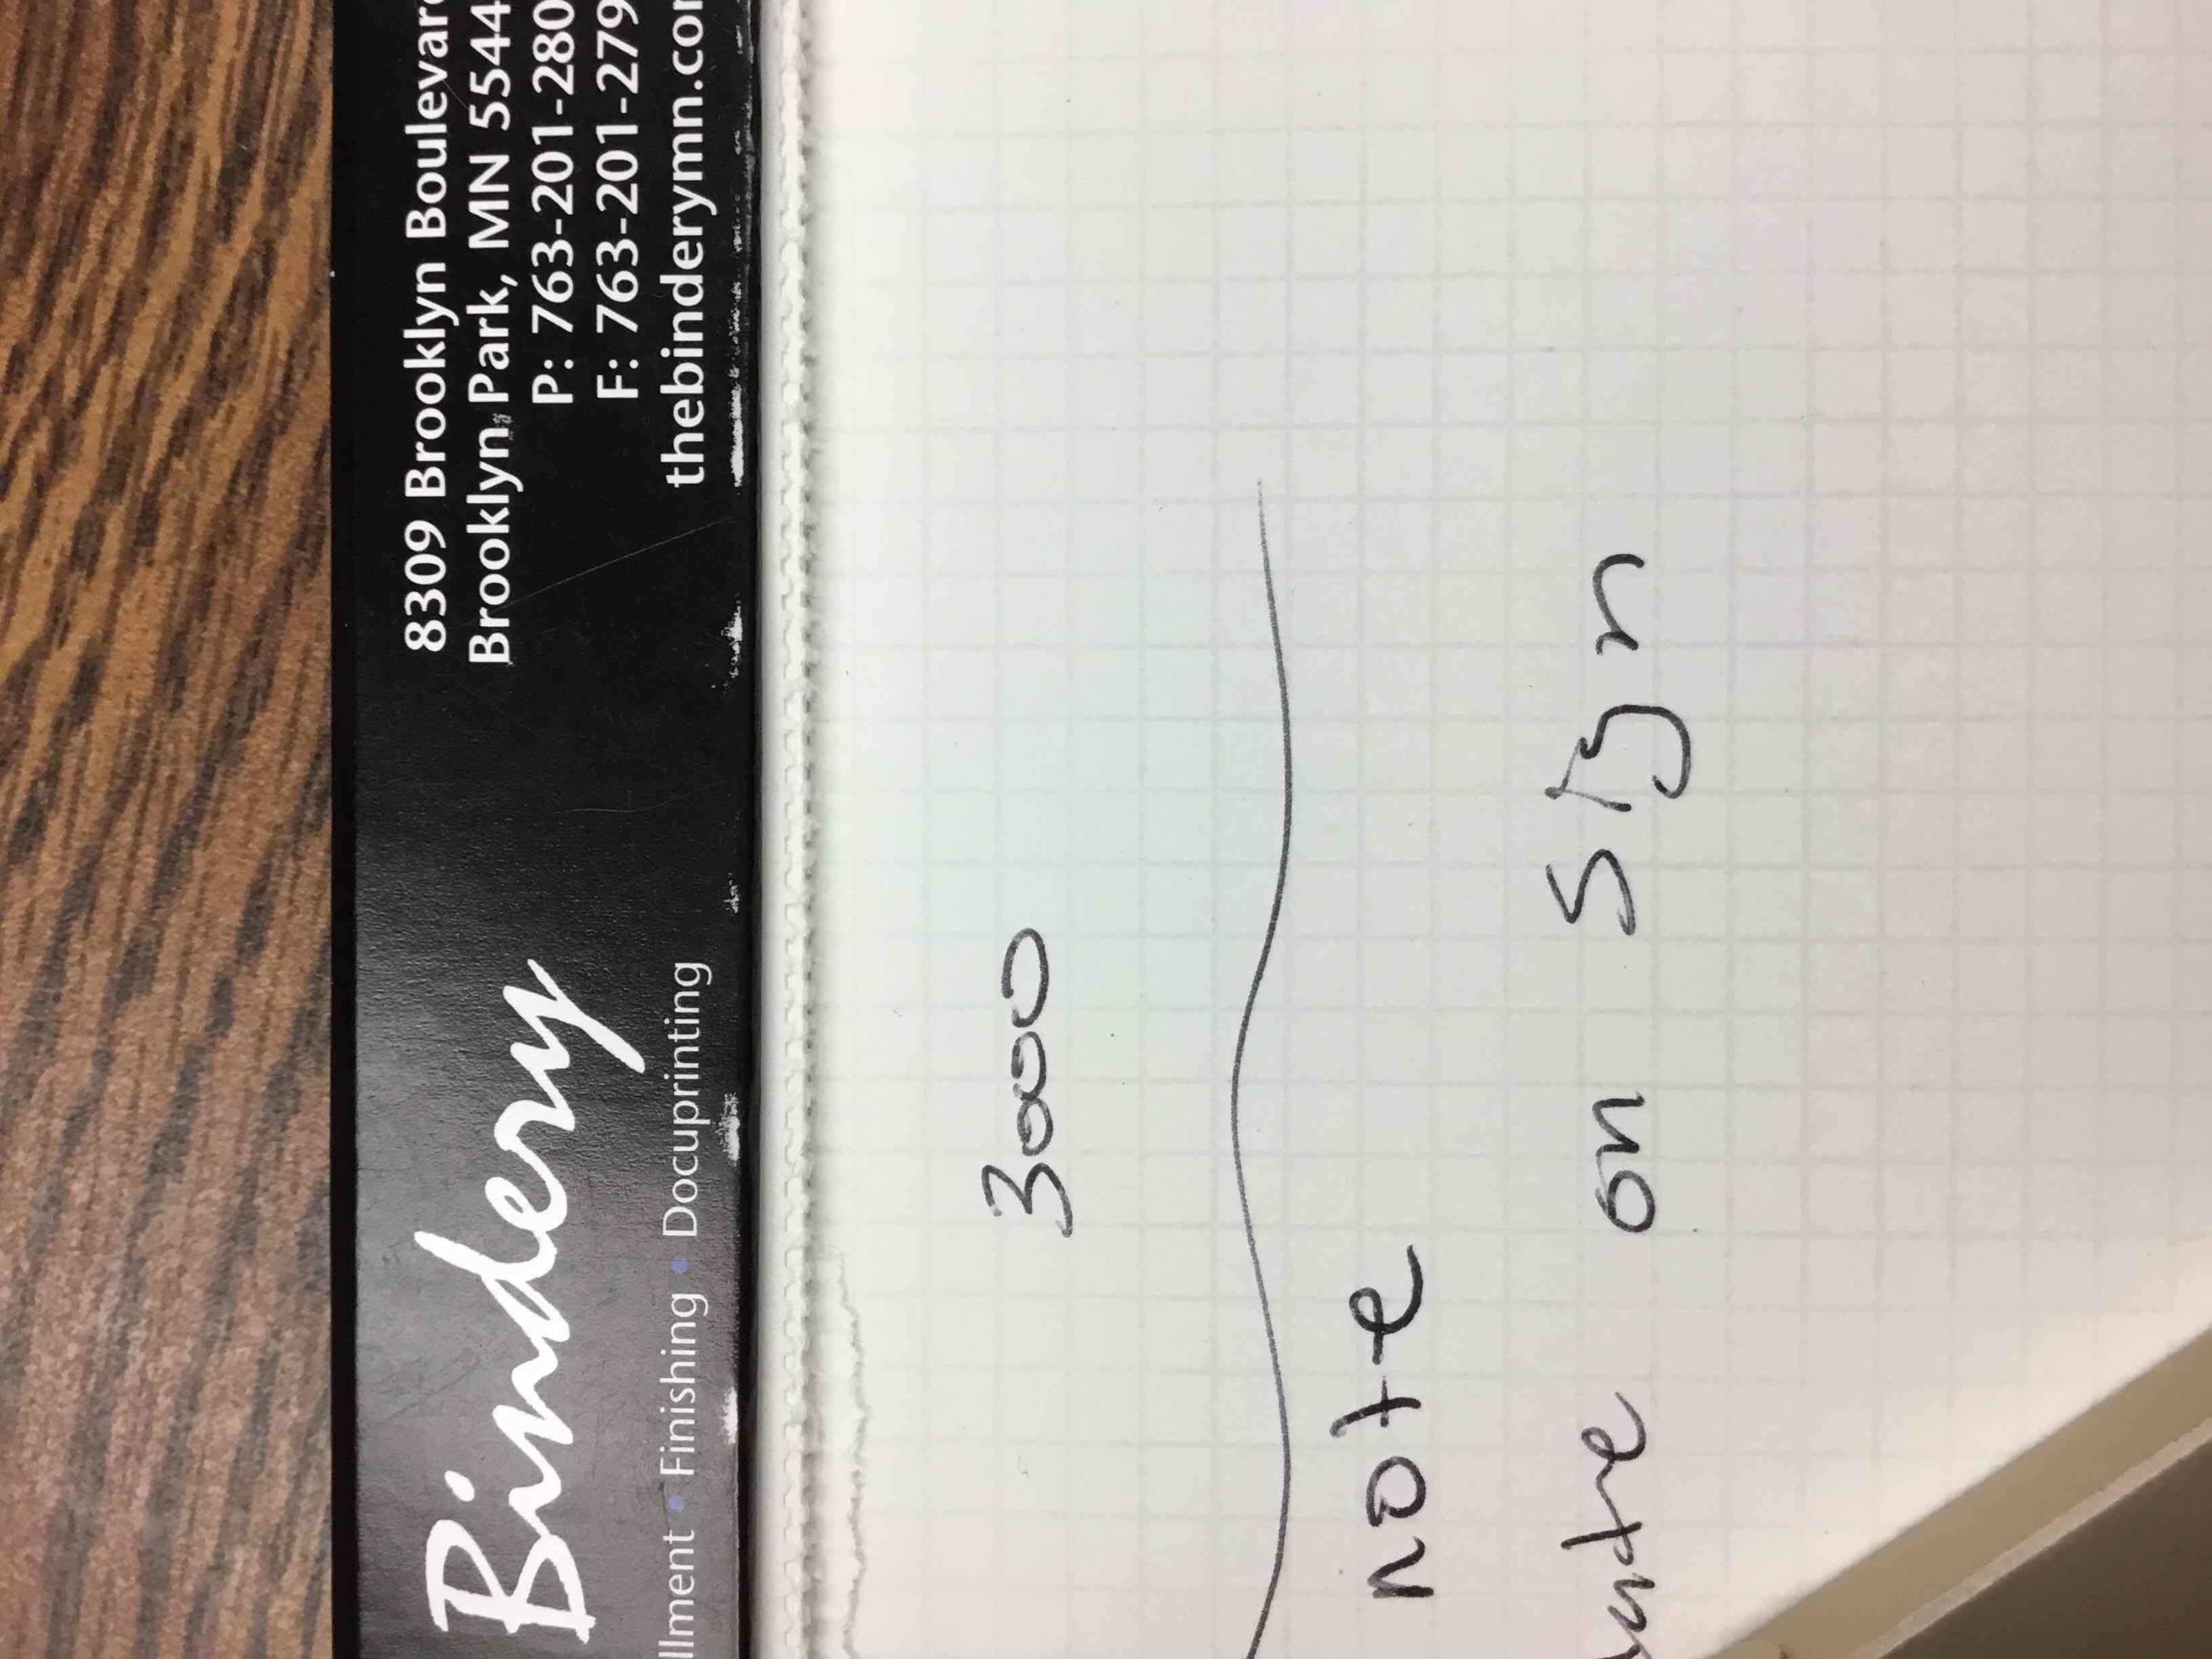 8309 Brooklyn Boulevar
Brooklyn Park, MN 5544
P: 763-201-280
F: 763-201-279
thebinderymn.co
Bindery
llment • Finishing • Docuprinting
3000
note
on sign